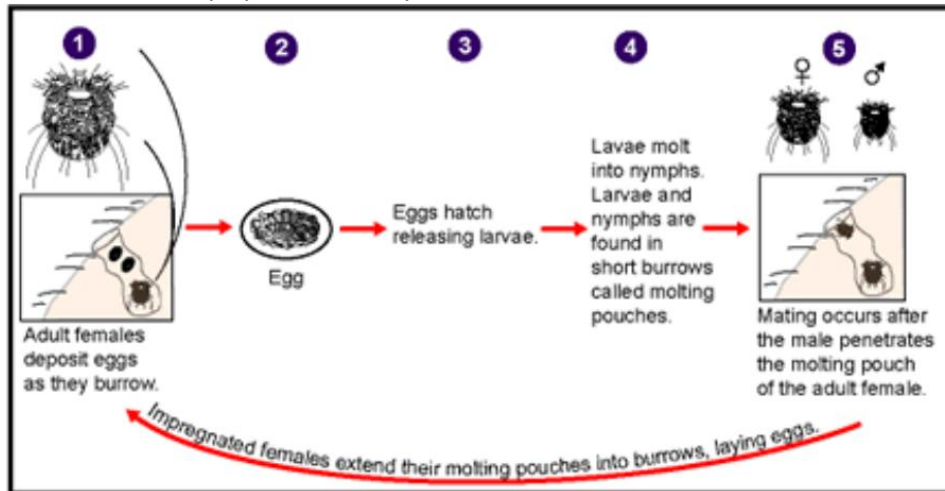 1
2
3
4
5
♀ ♂
Adult females
deposit eggs
as they burrow.
Egg
Eggs hatch
releasing larvae.
Lavae molt
into nymphs.
Larvae and
nymphs are
found in
short burrows
called molting
pouches.
Mating occurs after
the male penetrates
the molting pouch
of the adult female.
Impregnated females extend their molting pouches into burrows, laying eggs.